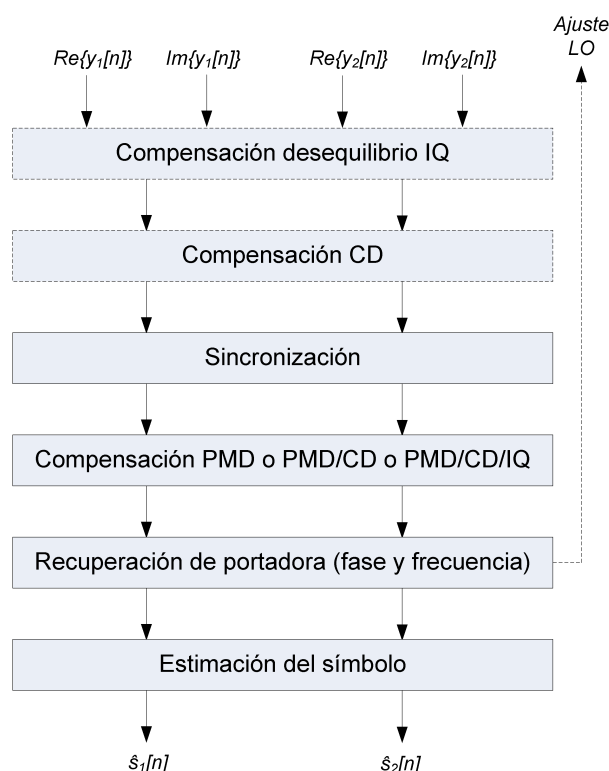 Ajuste
LO
Re{y₁[n]} Im{y₁[n]} Re{y₂[n]} Im{y₂[n]}
Compensación desequilibrio IQ
Compensación CD
Sincronización
Compensación PMD o PMD/CD o PMD/CD/IQ
Recuperación de portadora (fase y frecuencia)
Estimación del símbolo
ŝ₁[n] ŝ₂[n]